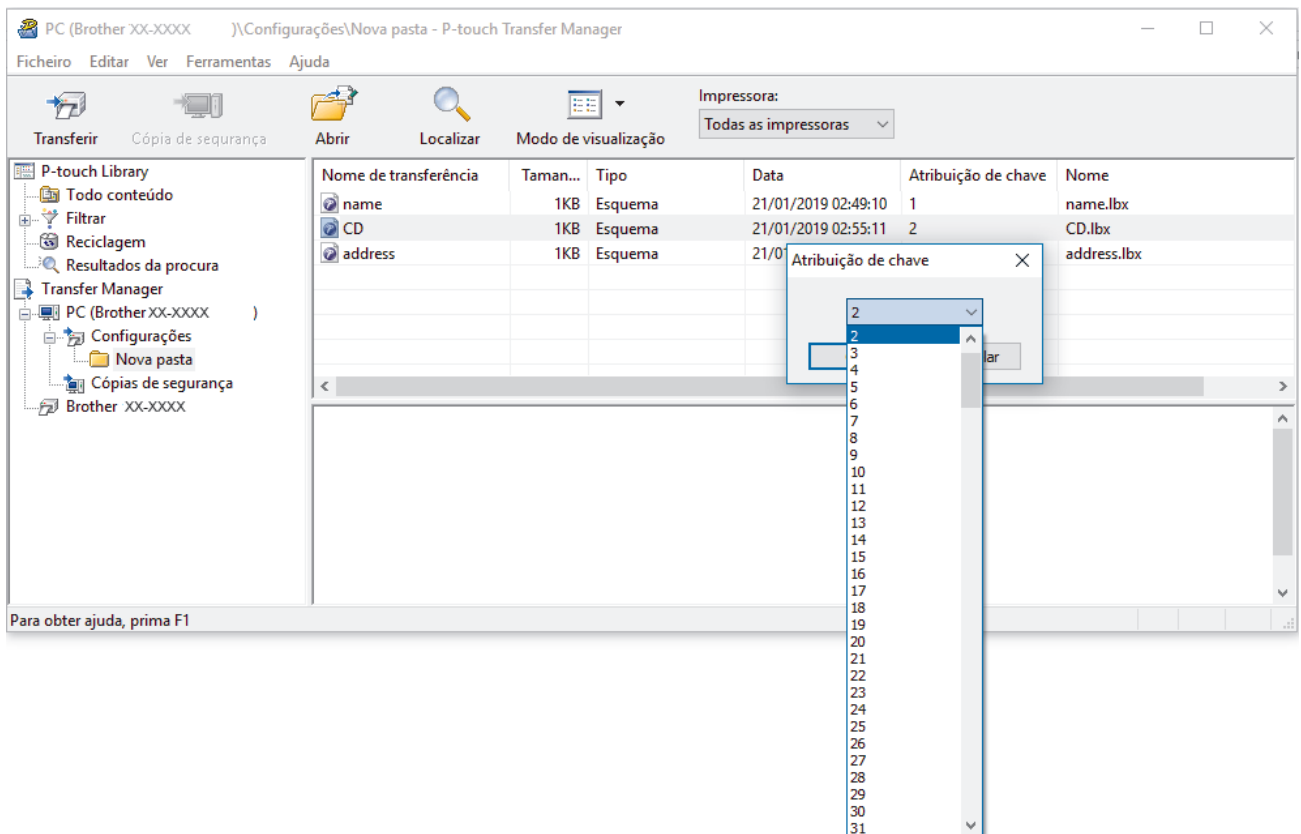 PC (Brother XX-XXXX )\Configurações\Nova pasta - P-touch Transfer Manager
Ficheiro Editar Ver Ferramentas Ajuda
Transferir Cópia de segurança Abrir Localizar Modo de visualização
Impressora:
Todas as impressoras
P-touch Library
Todo conteúdo
Filtrar
Reciclagem
Resultados da procura
Transfer Manager
PC (Brother XX-XXXX )
Configurações
Nova pasta
Cópias de segurança
Brother XX-XXXX
Nome de transferência Taman... Tipo Data Atribuição de chave Nome
name 1KB Esquema 21/01/2019 02:49:10 1 name.lbx
CD 1KB Esquema 21/01/2019 02:55:11 2 CD.lbx
address 1KB Esquema 21/0 address.lbx
Atribuição de chave
2
2
3
4
5
6
7
8
9
10
11
12
13
14
15
16
17
18
19
20
21
22
23
24
25
26
27
28
29
30
31
lar
Para obter ajuda, prima F1